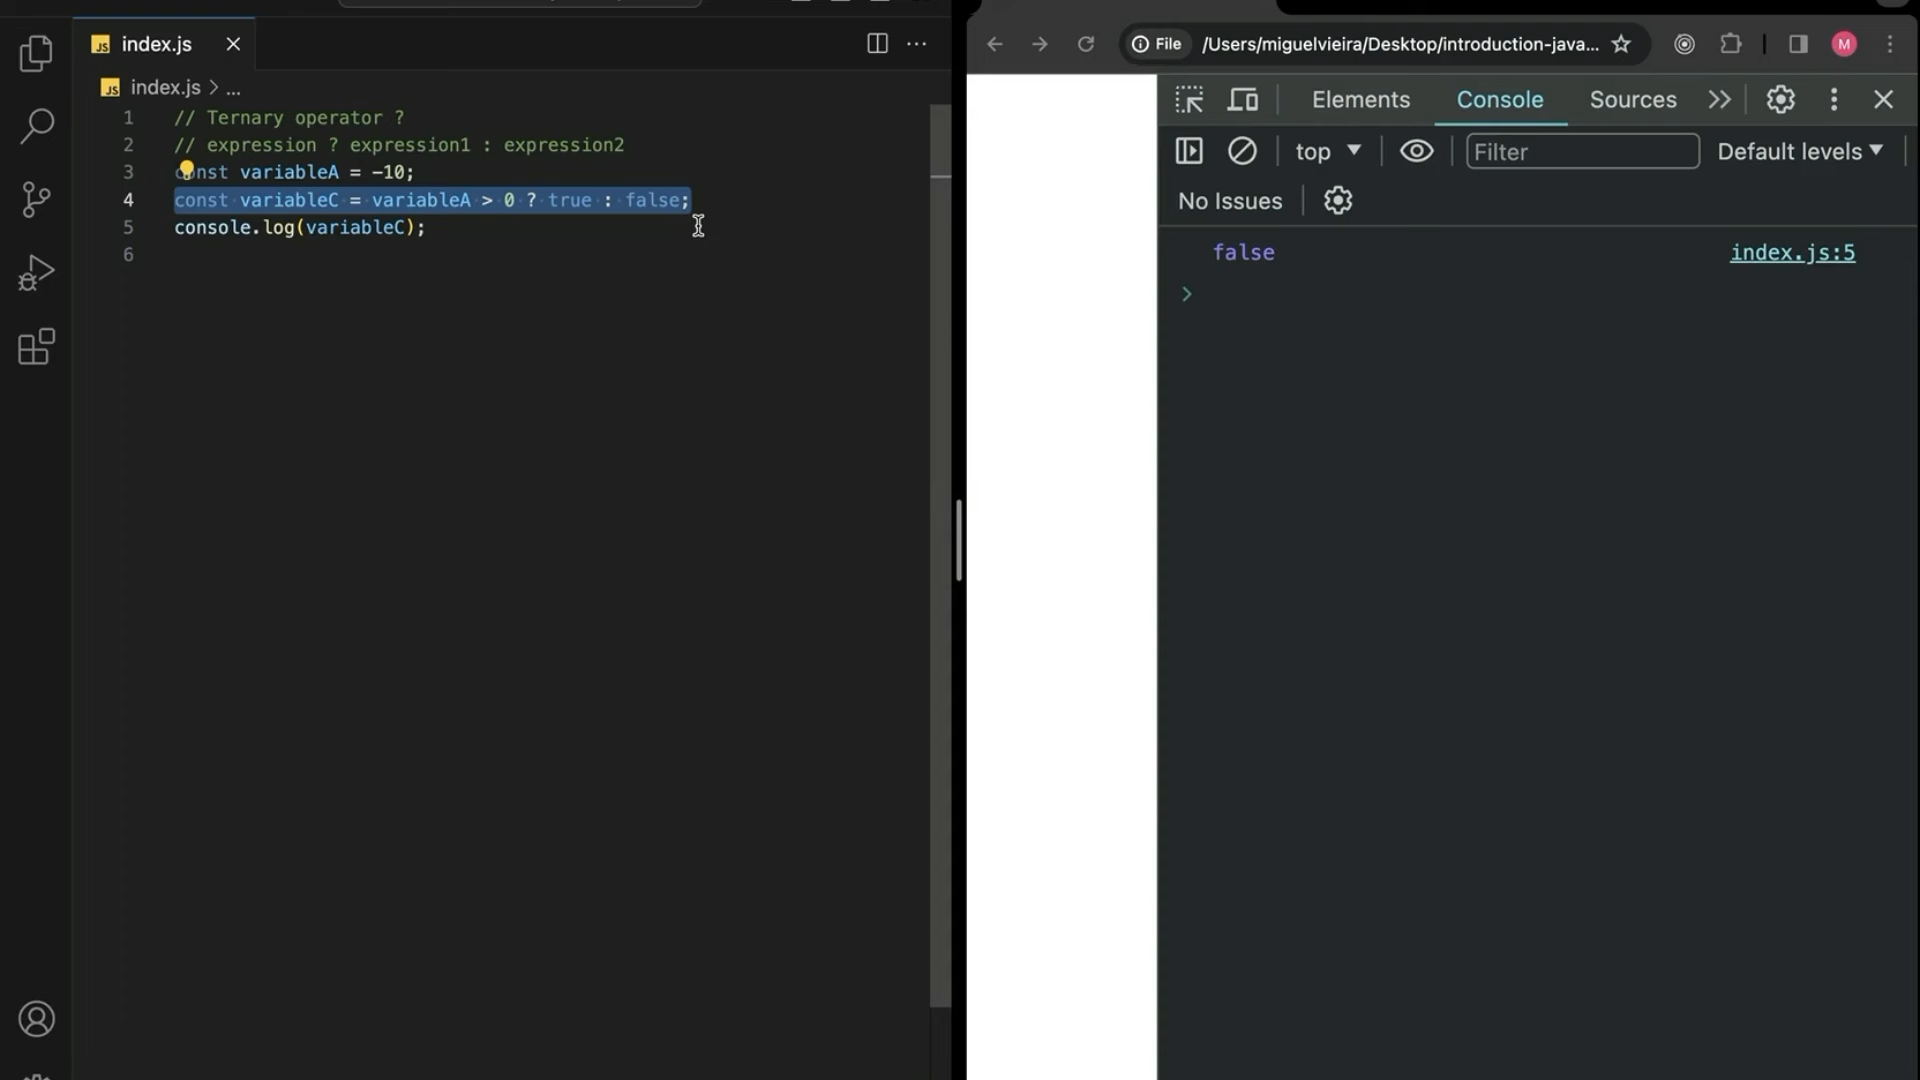 index.js
index.js > ...
1 // Ternary operator ?
2 // expression ? expression1 : expression2
3 const variableA = -10;
4 const variableC = variableA > 0 ? true : false;
5 console.log(variableC);
6
File /Users/miguelvieira/Desktop/introduction-java...
M
Elements Console Sources
top Filter Default levels
No Issues
false index.js:5
>